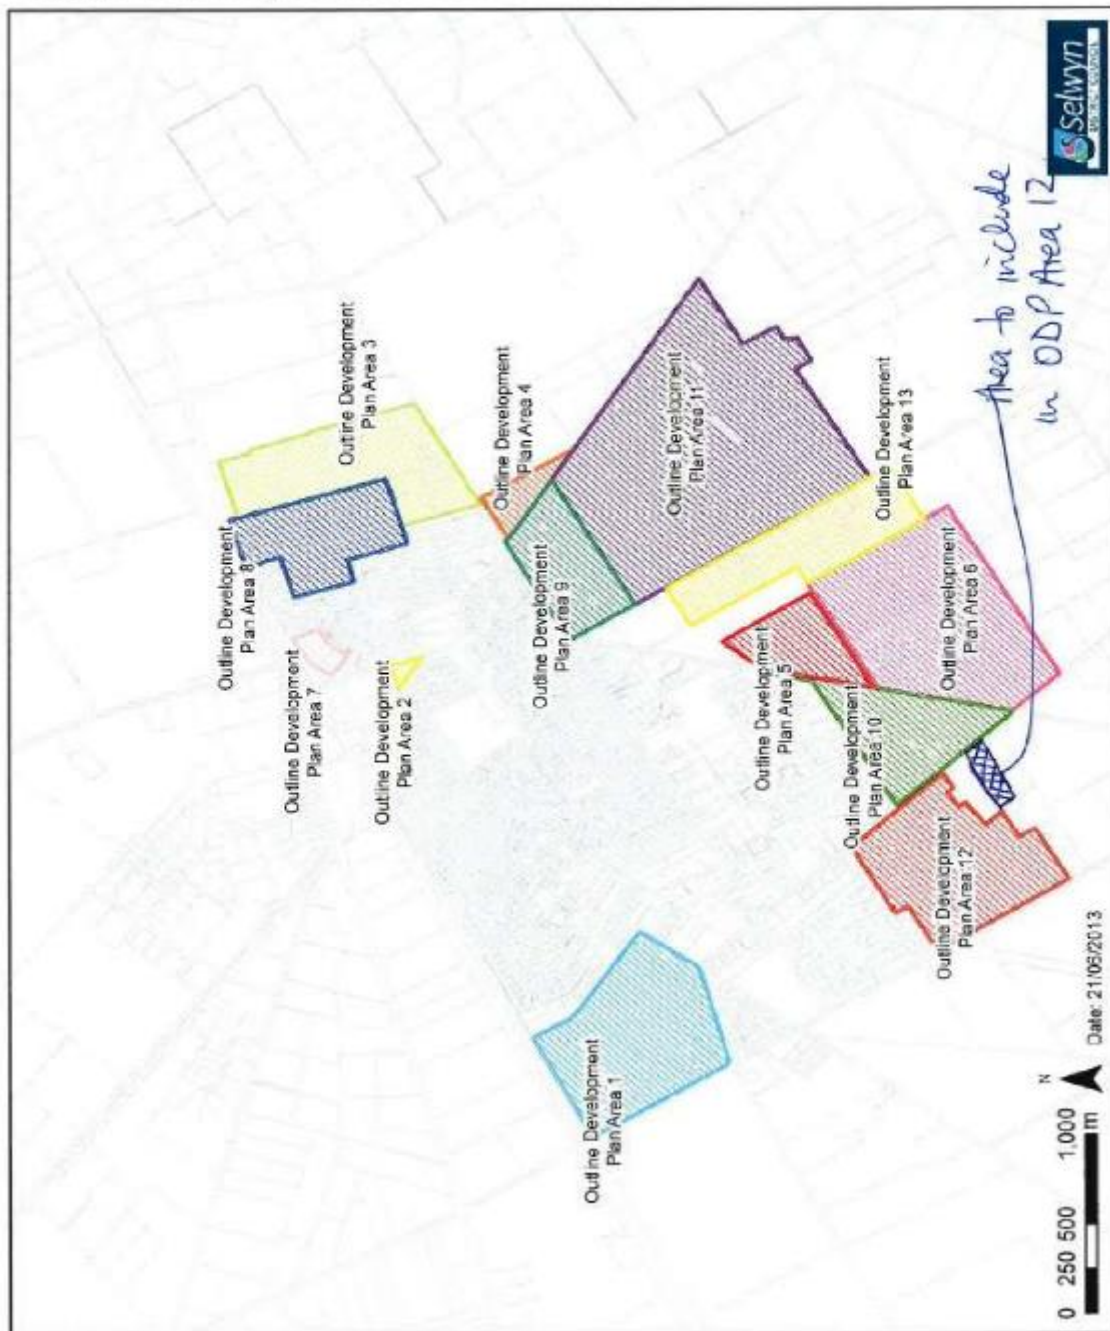 Outline Development
Plan Area 1
Outline Development
Plan Area 2
Outline Development
Plan Area 7
Outline Development
Plan Area 8
Outline Development
Plan Area 3
Outline Development
Plan Area 4
Outline Development
Plan Area 9
Outline Development
Plan Area 11
Outline Development
Plan Area 5
Outline Development
Plan Area 13
Outline Development
Plan Area 10
Outline Development
Plan Area 6
Outline Development
Plan Area 12
Area to include
in ODP Area 12
Selwyn
DISTRICT COUNCIL
0 250 500 1,000
m
N
Date: 21/06/2013